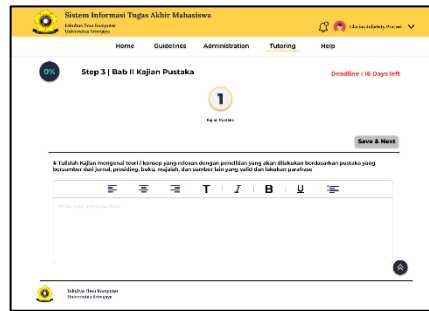 Sistem Informasi Tugas Akhir Mahasiswa
Fakultas Ilmu Komputer
Universitas Sriwijaya
Home Guidelines Administration Tutoring Help
0%
Step 3 | Bab II Kajian Pustaka
Deadline : 16 Days left
1
Kajian Pustaka
Save & Next
# Tulislah Kajian mengenai teori / konsep yang relevan dengan penelitian yang akan dilakukan berdasarkan pustaka yang
bersumber dari jurnal, prosiding, buku, majalah, dan sumber lain yang valid dan lakukan parafrase
T I B U
Write your progress here
Fakultas Ilmu Komputer
Universitas Sriwijaya